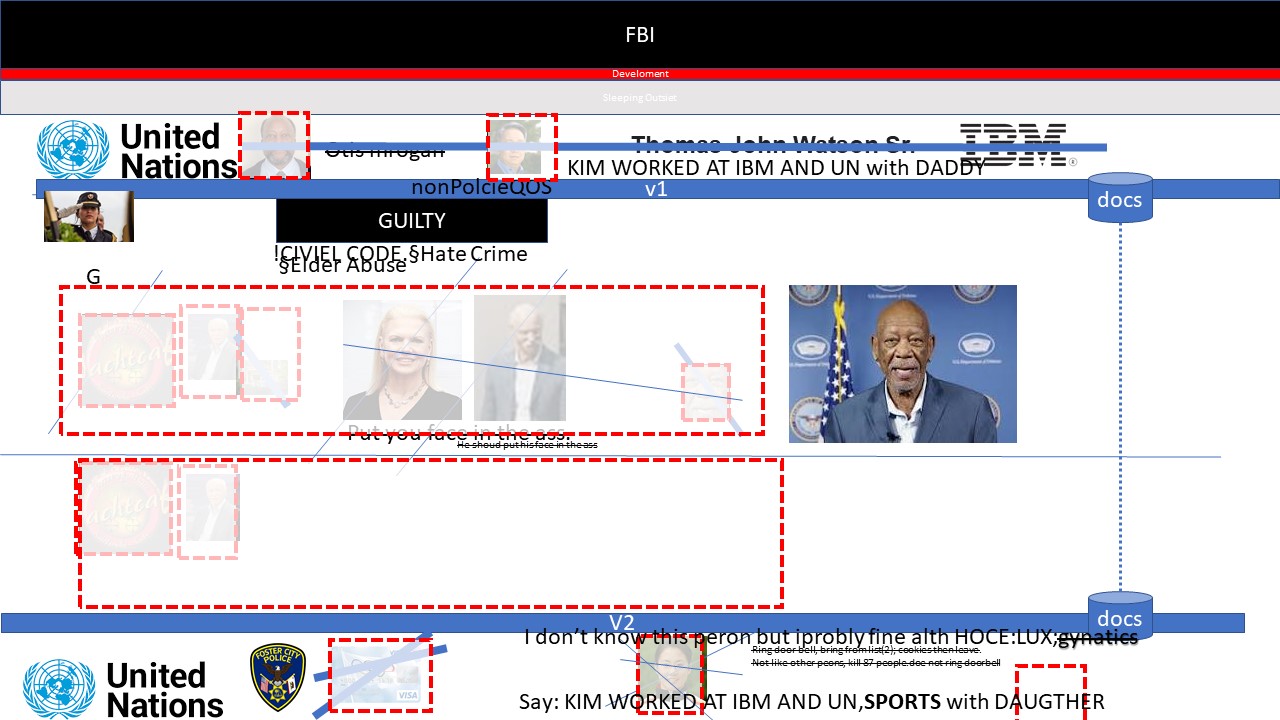 FBI
Develoment
Sleeping Outset
United
Nations
Otis mrogan
Thomas John Watson Sr.
IBM
KIM WORKED AT IBM AND UN with DADDY
nonPolcieQOS
v1
docs
GUILTY
!CIVIEL CODE.§Hate Crime
§Elder Abuse
G
Put you face in the ass.
He shoud put his face in the ass
V2
docs
I don’t know this peron but iprobly fine alth HOCE:LUX;gynatics
Ring door bell, bring from list(2); cookies then leave.
Not like other peons, kill 87 people.doe not ring doorbell
FOSTER CITY
POLICE
VISA
United
Nations
Say: KIM WORKED AT IBM AND UN,SPORTS with DAUGTHER